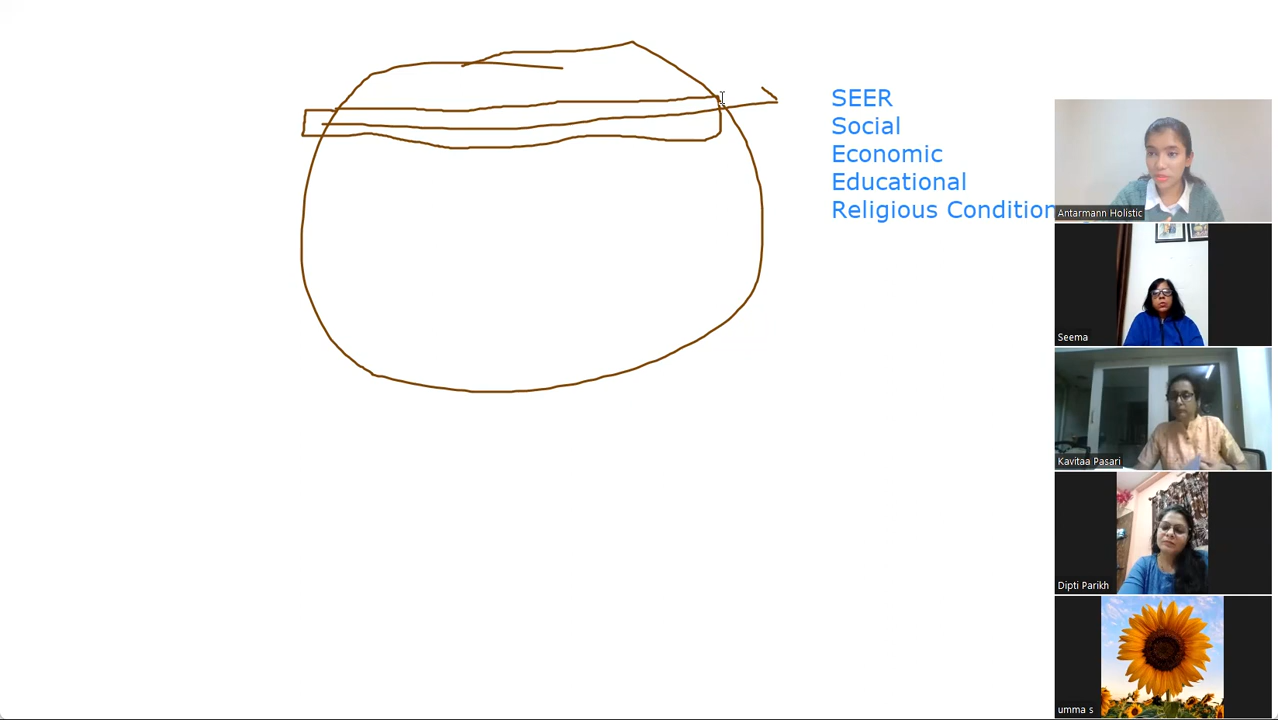 SEER
Social
Economic
Educational
Religious Condition
Antarmann Holistic
Seema
Kavitaa Pasari
Dipti Parikh
umma s